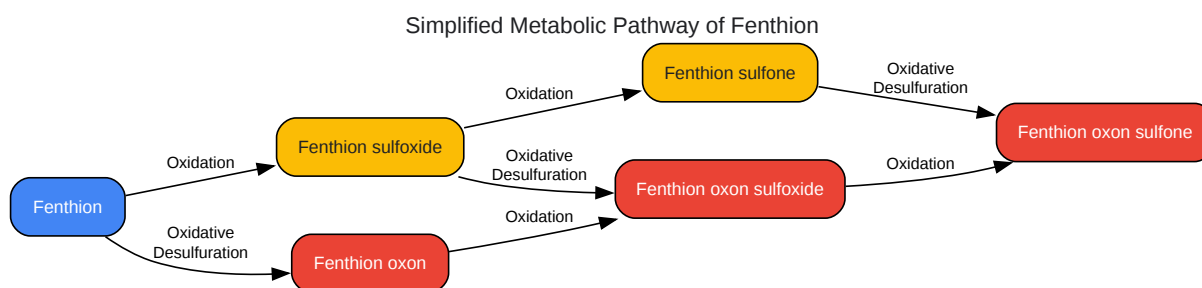 Simplified Metabolic Pathway of Fenthion
Fenthion
Oxidation
Fenthion sulfoxide
Oxidation
Fenthion sulfone
Oxidative
Desulfuration
Fenthion oxon sulfone
Oxidative
Desulfuration
Fenthion oxon sulfoxide
Oxidation
Oxidative
Desulfuration
Fenthion oxon
Oxidation